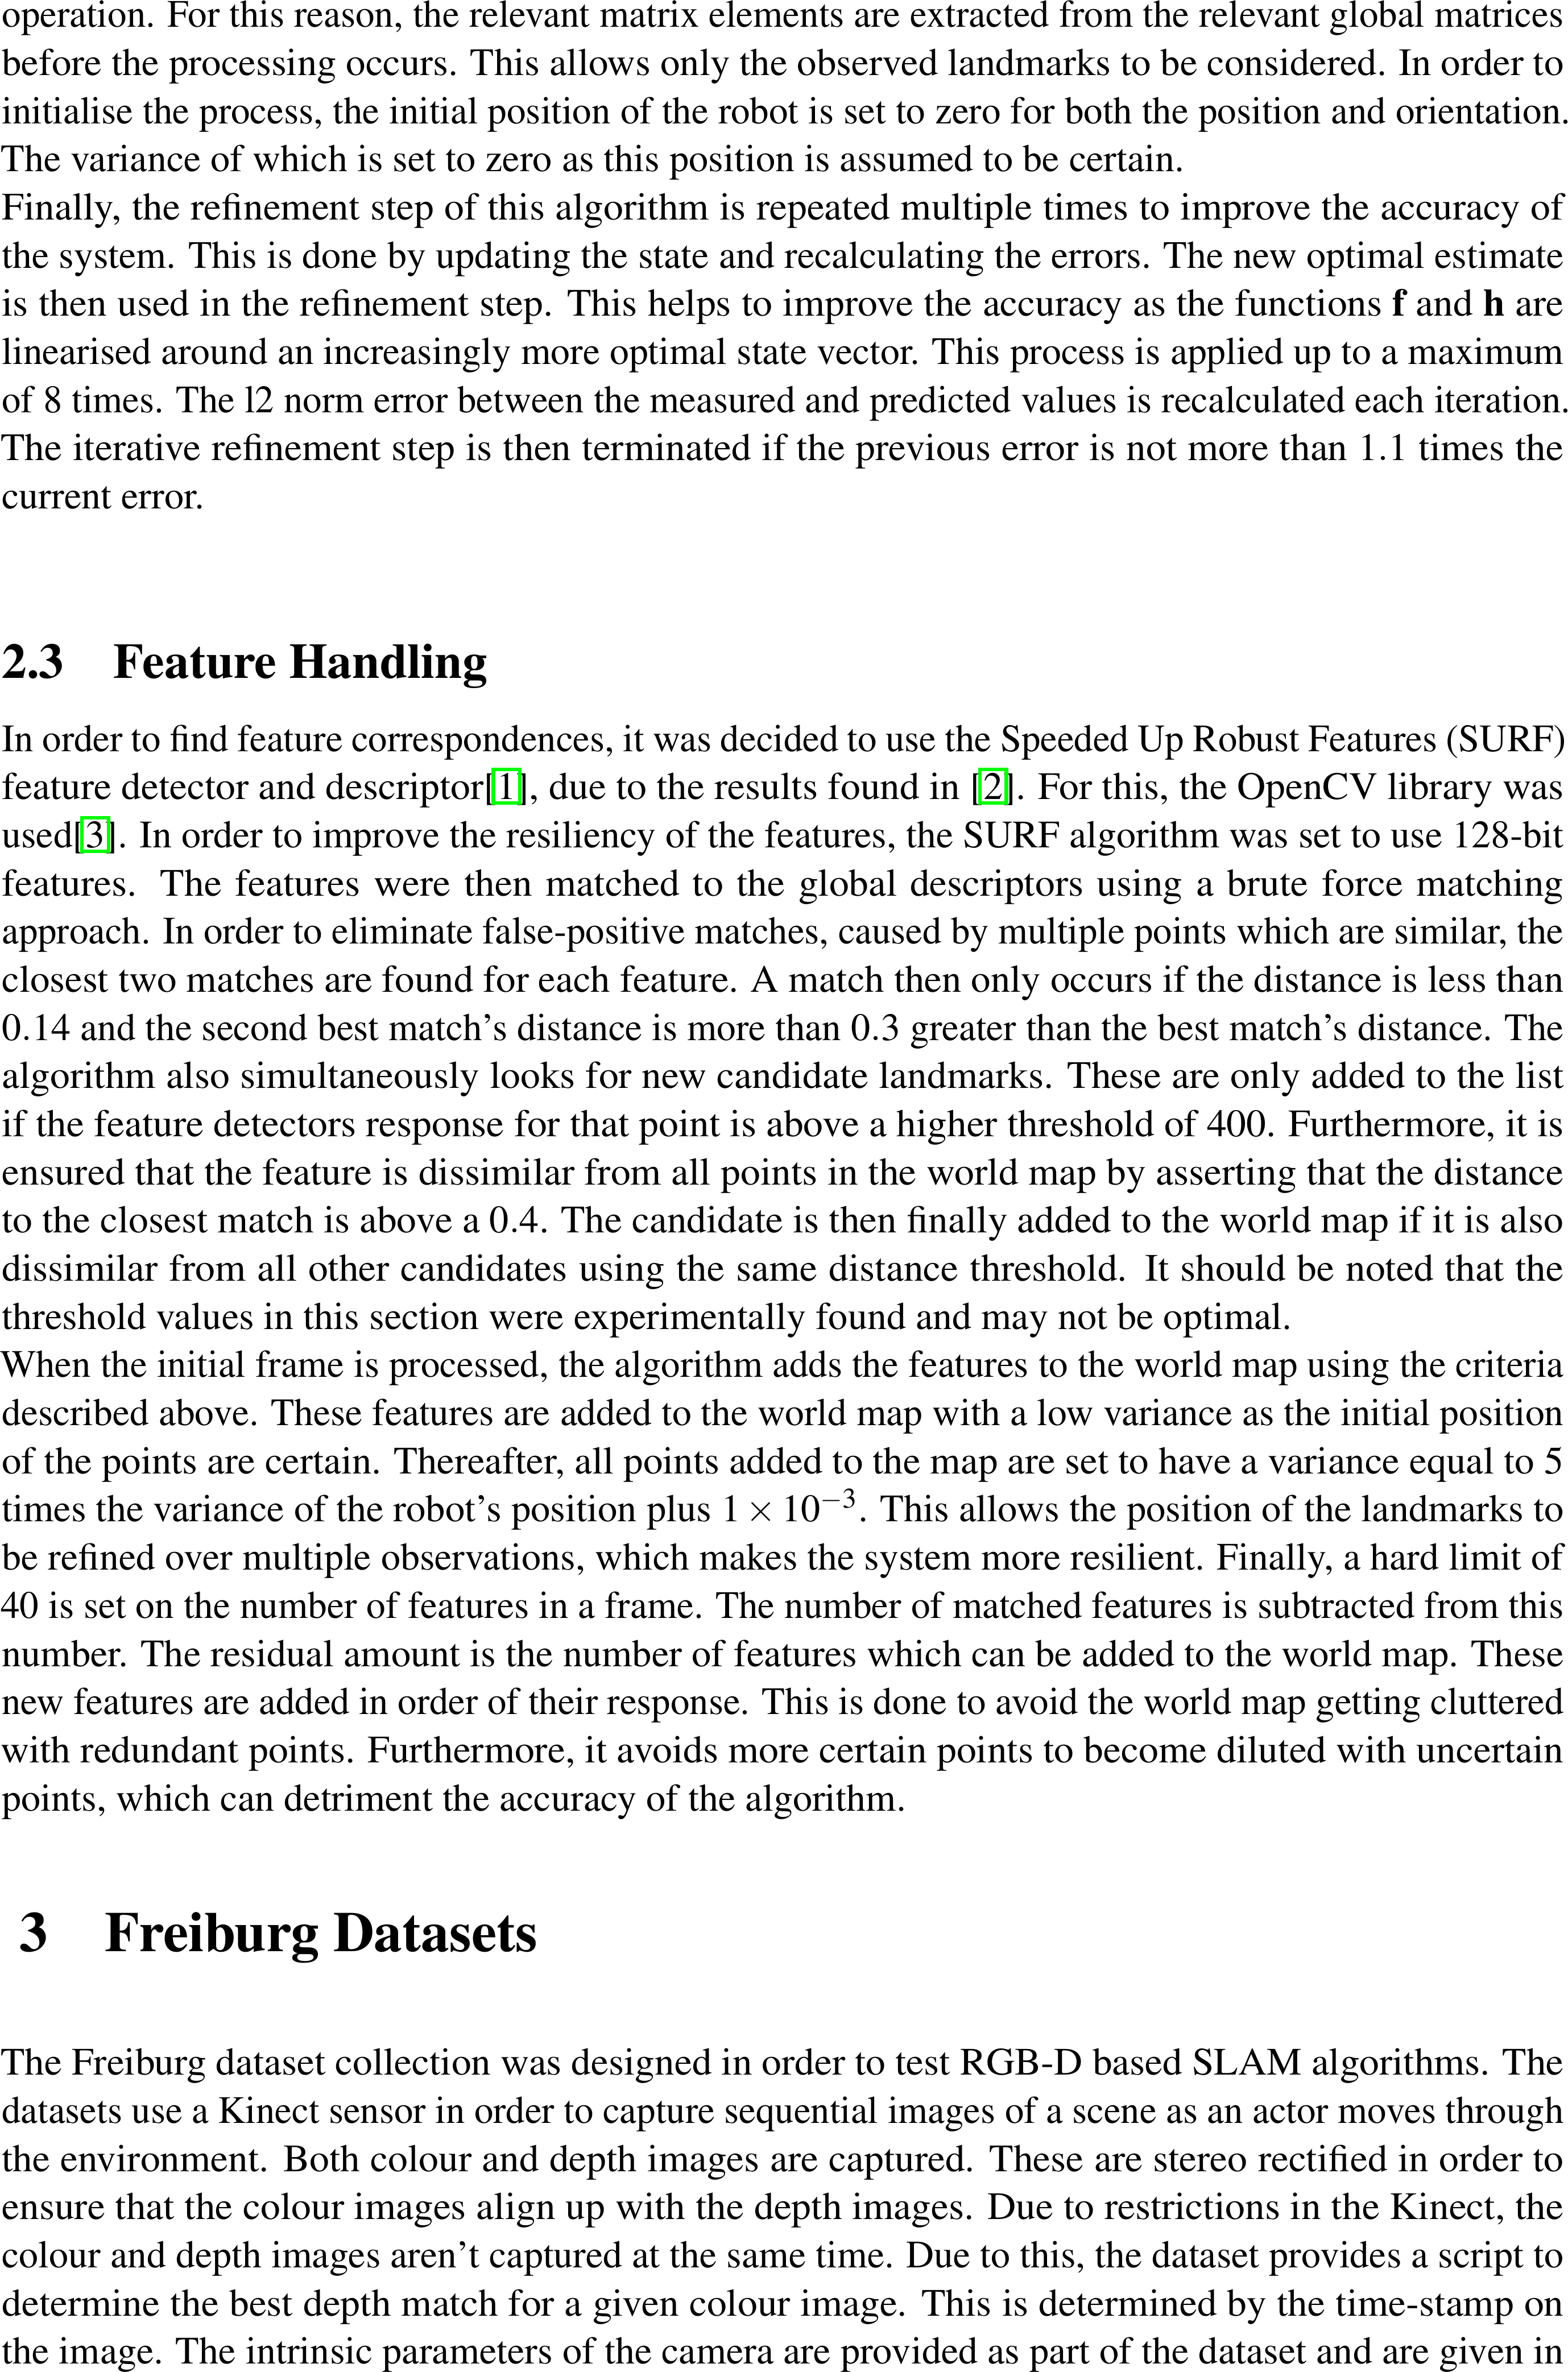 operation. For this reason, the relevant matrix elements are extracted from the relevant global matrices
before the processing occurs. This allows only the observed landmarks to be considered. In order to
initialise the process, the initial position of the robot is set to zero for both the position and orientation.
The variance of which is set to zero as this position is assumed to be certain.
Finally, the refinement step of this algorithm is repeated multiple times to improve the accuracy of
the system. This is done by updating the state and recalculating the errors. The new optimal estimate
is then used in the refinement step. This helps to improve the accuracy as the functions f and h are
linearised around an increasingly more optimal state vector. This process is applied up to a maximum
of 8 times. The l2 norm error between the measured and predicted values is recalculated each iteration.
The iterative refinement step is then terminated if the previous error is not more than 1.1 times the
current error.
2.3 Feature Handling
In order to find feature correspondences, it was decided to use the Speeded Up Robust Features (SURF)
feature detector and descriptor[1], due to the results found in [2]. For this, the OpenCV library was
used[3]. In order to improve the resiliency of the features, the SURF algorithm was set to use 128-bit
features. The features were then matched to the global descriptors using a brute force matching
approach. In order to eliminate false-positive matches, caused by multiple points which are similar, the
closest two matches are found for each feature. A match then only occurs if the distance is less than
0.14 and the second best match's distance is more than 0.3 greater than the best match's distance. The
algorithm also simultaneously looks for new candidate landmarks. These are only added to the list
if the feature detectors response for that point is above a higher threshold of 400. Furthermore, it is
ensured that the feature is dissimilar from all points in the world map by asserting that the distance
to the closest match is above a 0.4. The candidate is then finally added to the world map if it is also
dissimilar from all other candidates using the same distance threshold. It should be noted that the
threshold values in this section were experimentally found and may not be optimal.
When the initial frame is processed, the algorithm adds the features to the world map using the criteria
described above. These features are added to the world map with a low variance as the initial position
of the points are certain. Thereafter, all points added to the map are set to have a variance equal to 5
times the variance of the robot's position plus 1 × 10⁻³. This allows the position of the landmarks to
be refined over multiple observations, which makes the system more resilient. Finally, a hard limit of
40 is set on the number of features in a frame. The number of matched features is subtracted from this
number. The residual amount is the number of features which can be added to the world map. These
new features are added in order of their response. This is done to avoid the world map getting cluttered
with redundant points. Furthermore, it avoids more certain points to become diluted with uncertain
points, which can detriment the accuracy of the algorithm.
3 Freiburg Datasets
The Freiburg dataset collection was designed in order to test RGB-D based SLAM algorithms. The
datasets use a Kinect sensor in order to capture sequential images of a scene as an actor moves through
the environment. Both colour and depth images are captured. These are stereo rectified in order to
ensure that the colour images align up with the depth images. Due to restrictions in the Kinect, the
colour and depth images aren't captured at the same time. Due to this, the dataset provides a script to
determine the best depth match for a given colour image. This is determined by the time-stamp on
the image. The intrinsic parameters of the camera are provided as part of the dataset and are given in